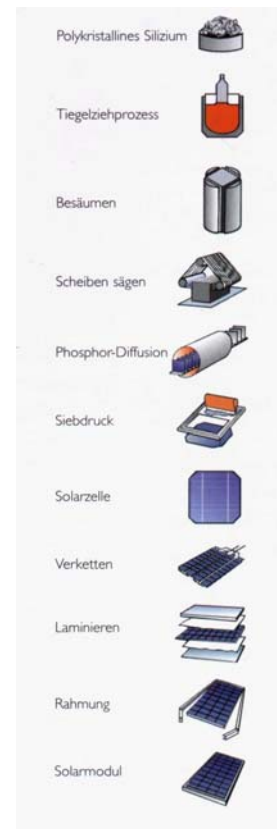 Polykristallines Silizium
Tiegelziehprozess
Besäumen
Scheiben sägen
Phosphor-Diffusion
Siebdruck
Solarzelle
Verketten
Laminieren
Rahmung
Solarmodul